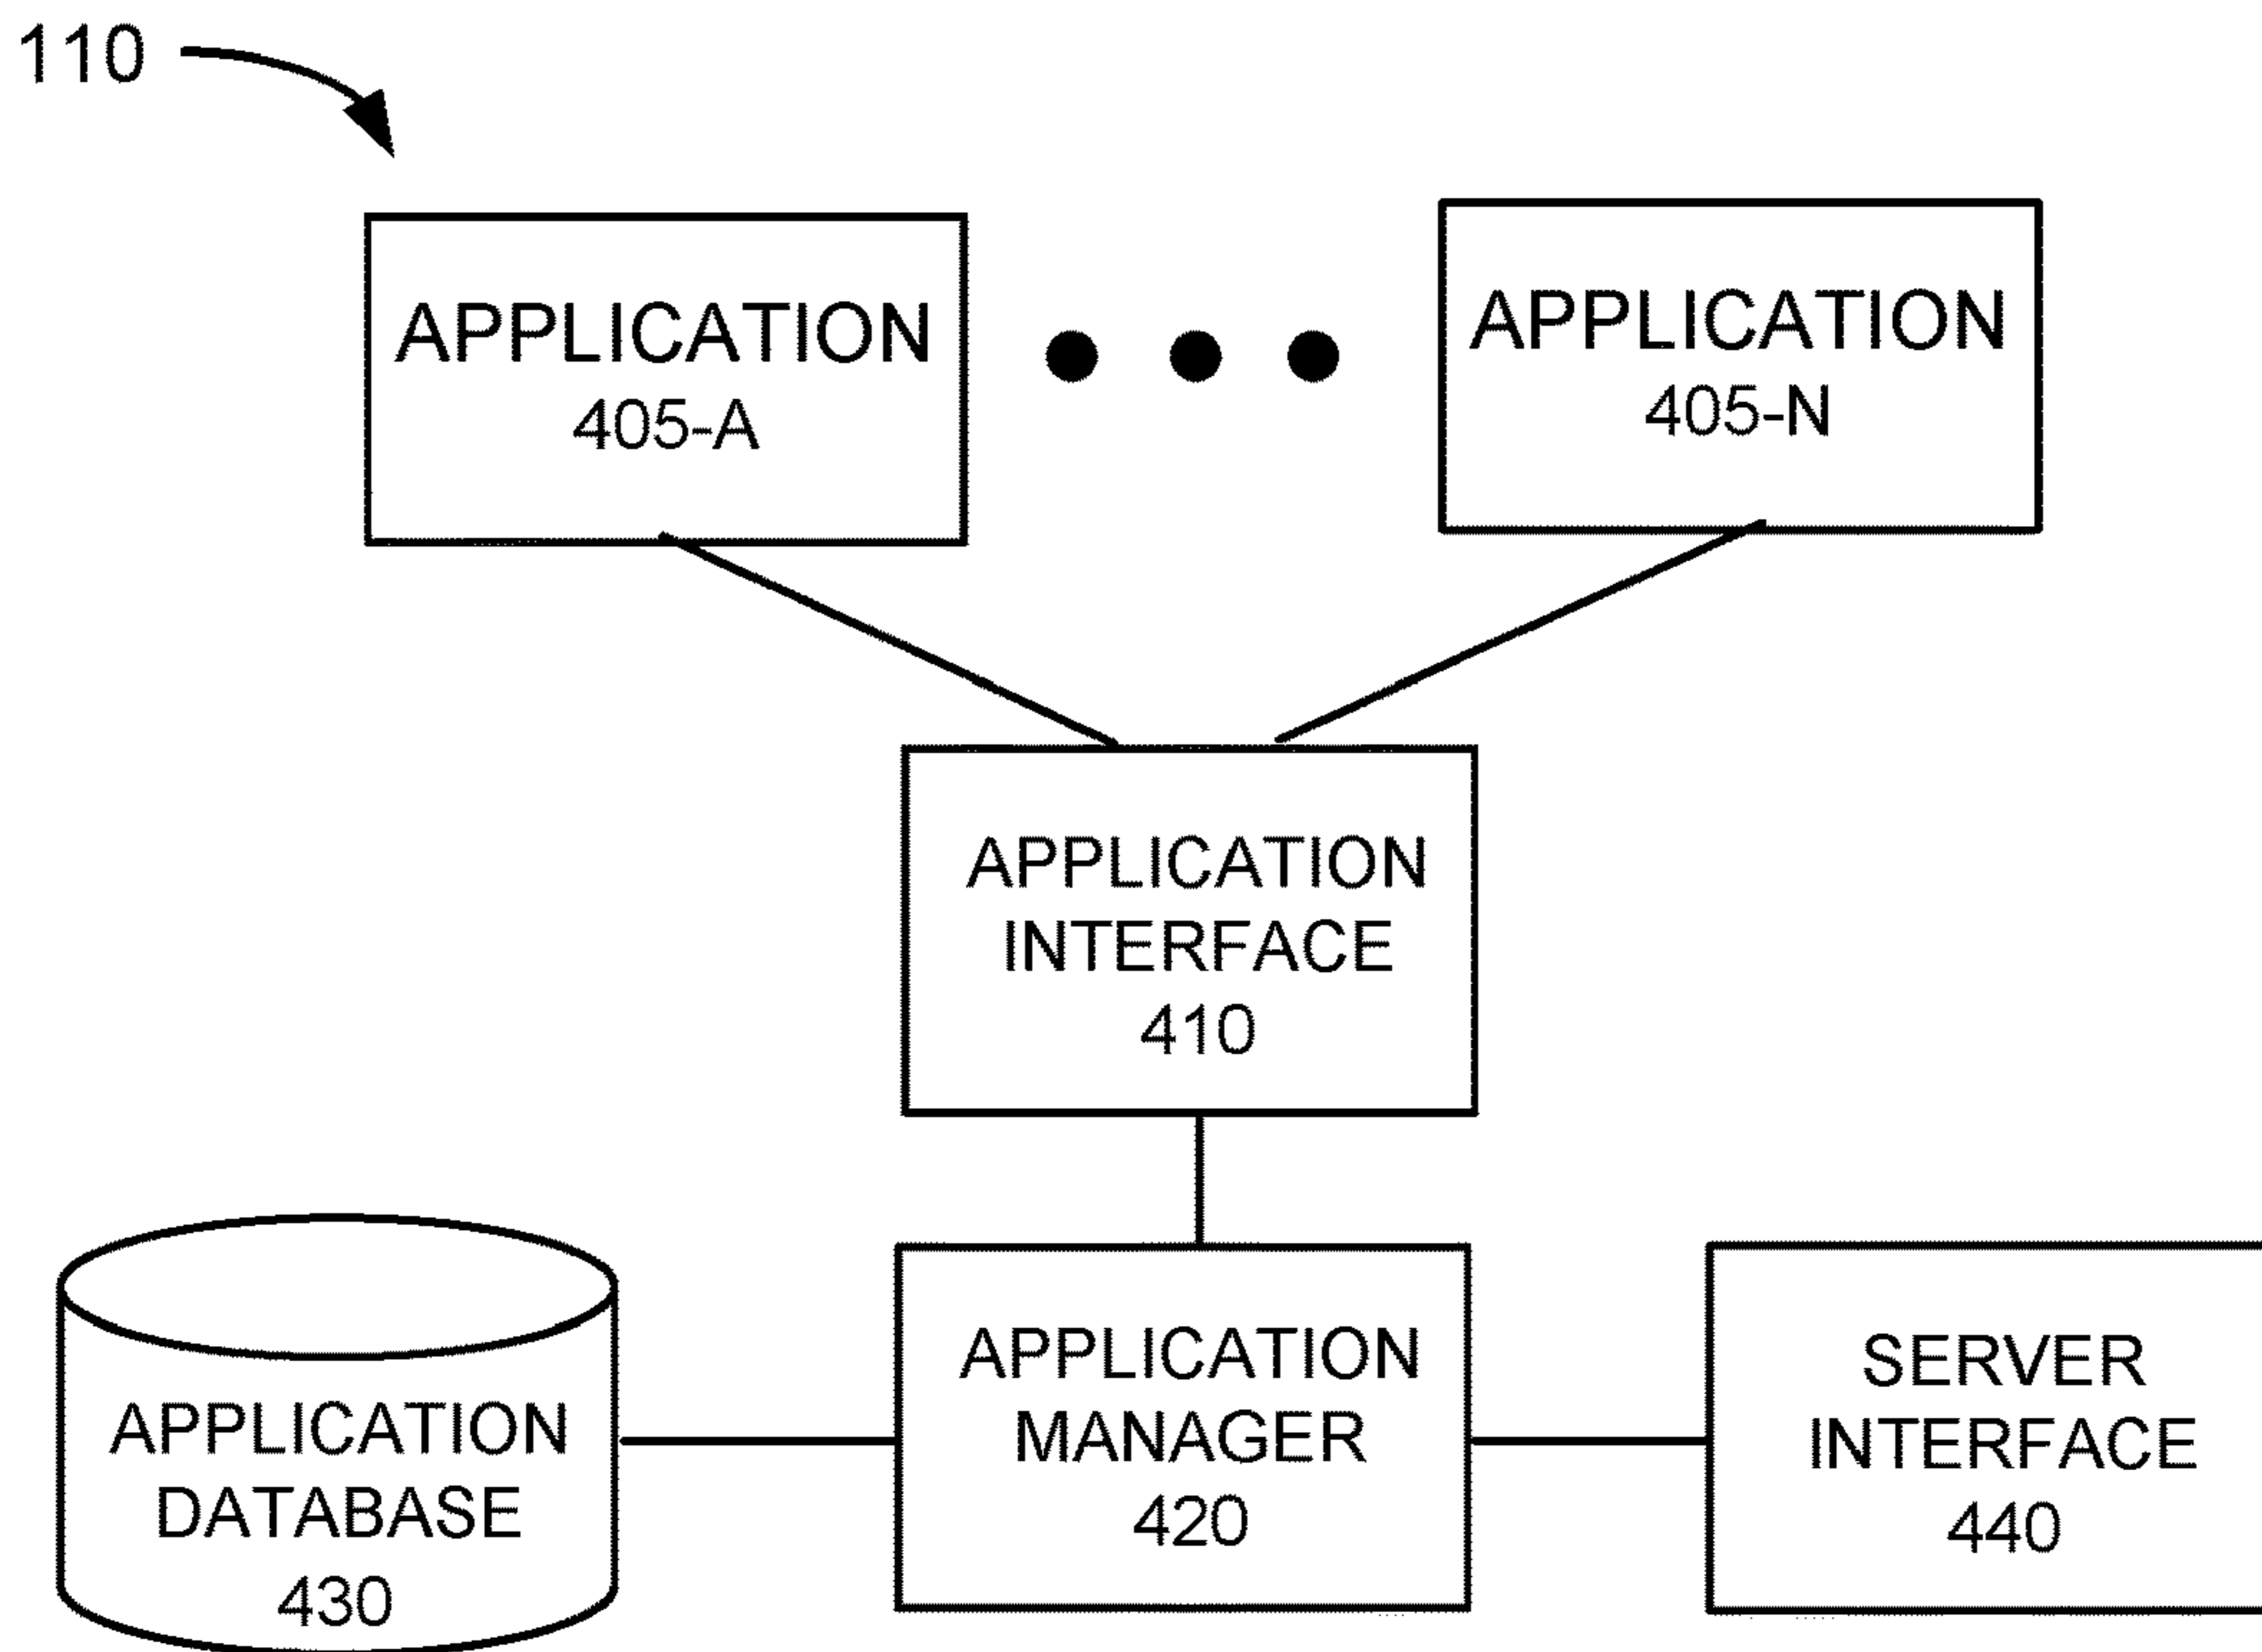 110
APPLICATION
405-A
APPLICATION
405-N
APPLICATION
INTERFACE
410
APPLICATION
DATABASE
430
APPLICATION
MANAGER
420
SERVER
INTERFACE
440